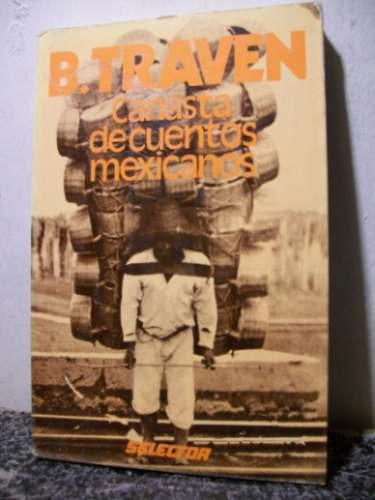 B. TRAVEN
Canasta
de cuentos
mexicanos
SELECTOR